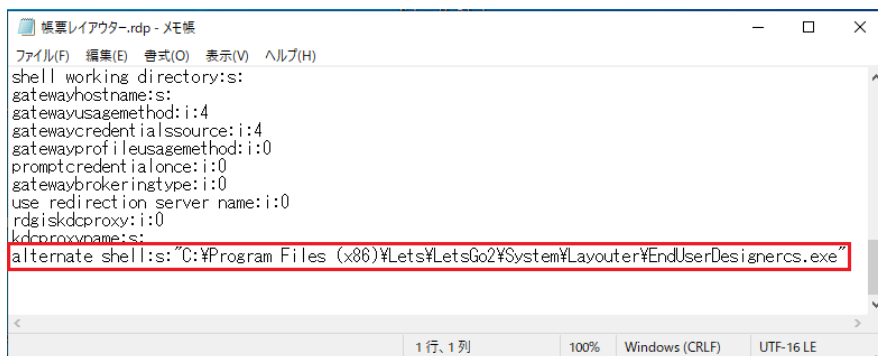 帳票レイアウター.rdp - メモ帳
ファイル(F) 編集(E) 書式(O) 表示(V) ヘルプ(H)
shell working directory:s:
gatewayhostname:s:
gatewayusagemethod:i:4
gatewaycredentialssource:i:4
gatewayprofileusagemethod:i:0
promptcredentialonce:i:0
gatewaybrokeringtype:i:0
use redirection server name:i:0
rdgiskdcproxy:i:0
kdcproxyname:s:
alternate shell:s:"C:¥Program Files (x86)¥Lets¥LetsGo2¥System¥Layouter¥EndUserDesignercs.exe"
1 行、1 列 100% Windows (CRLF) UTF-16 LE